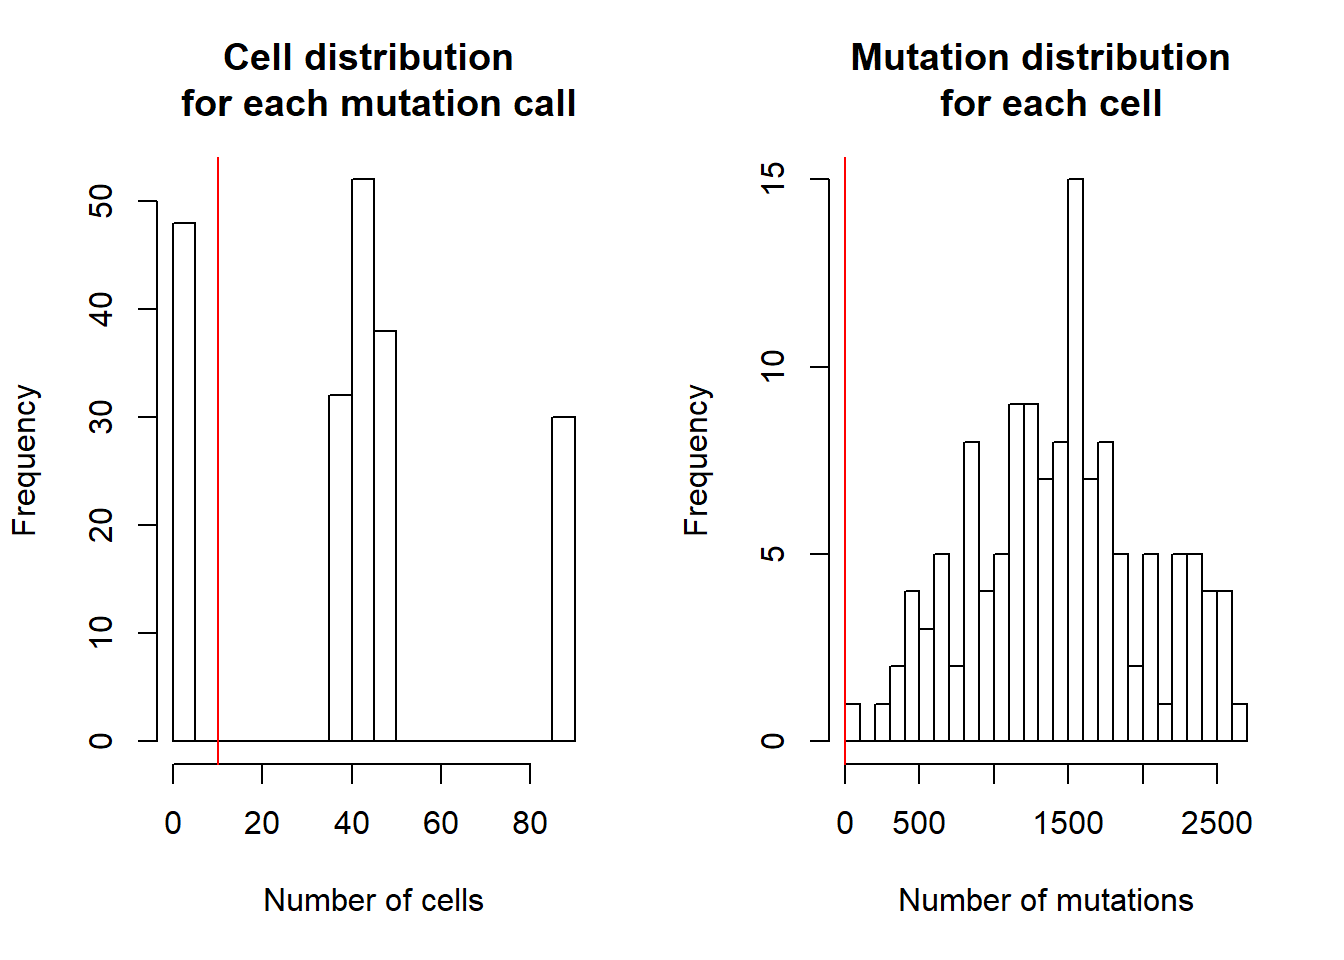 Cell distribution
for each mutation call
Frequency
0 10 20 30 40 50
0 20 40 60 80
Number of cells
Mutation distribution
for each cell
Frequency
0 5 10 15
0 500 1500 2500
Number of mutations